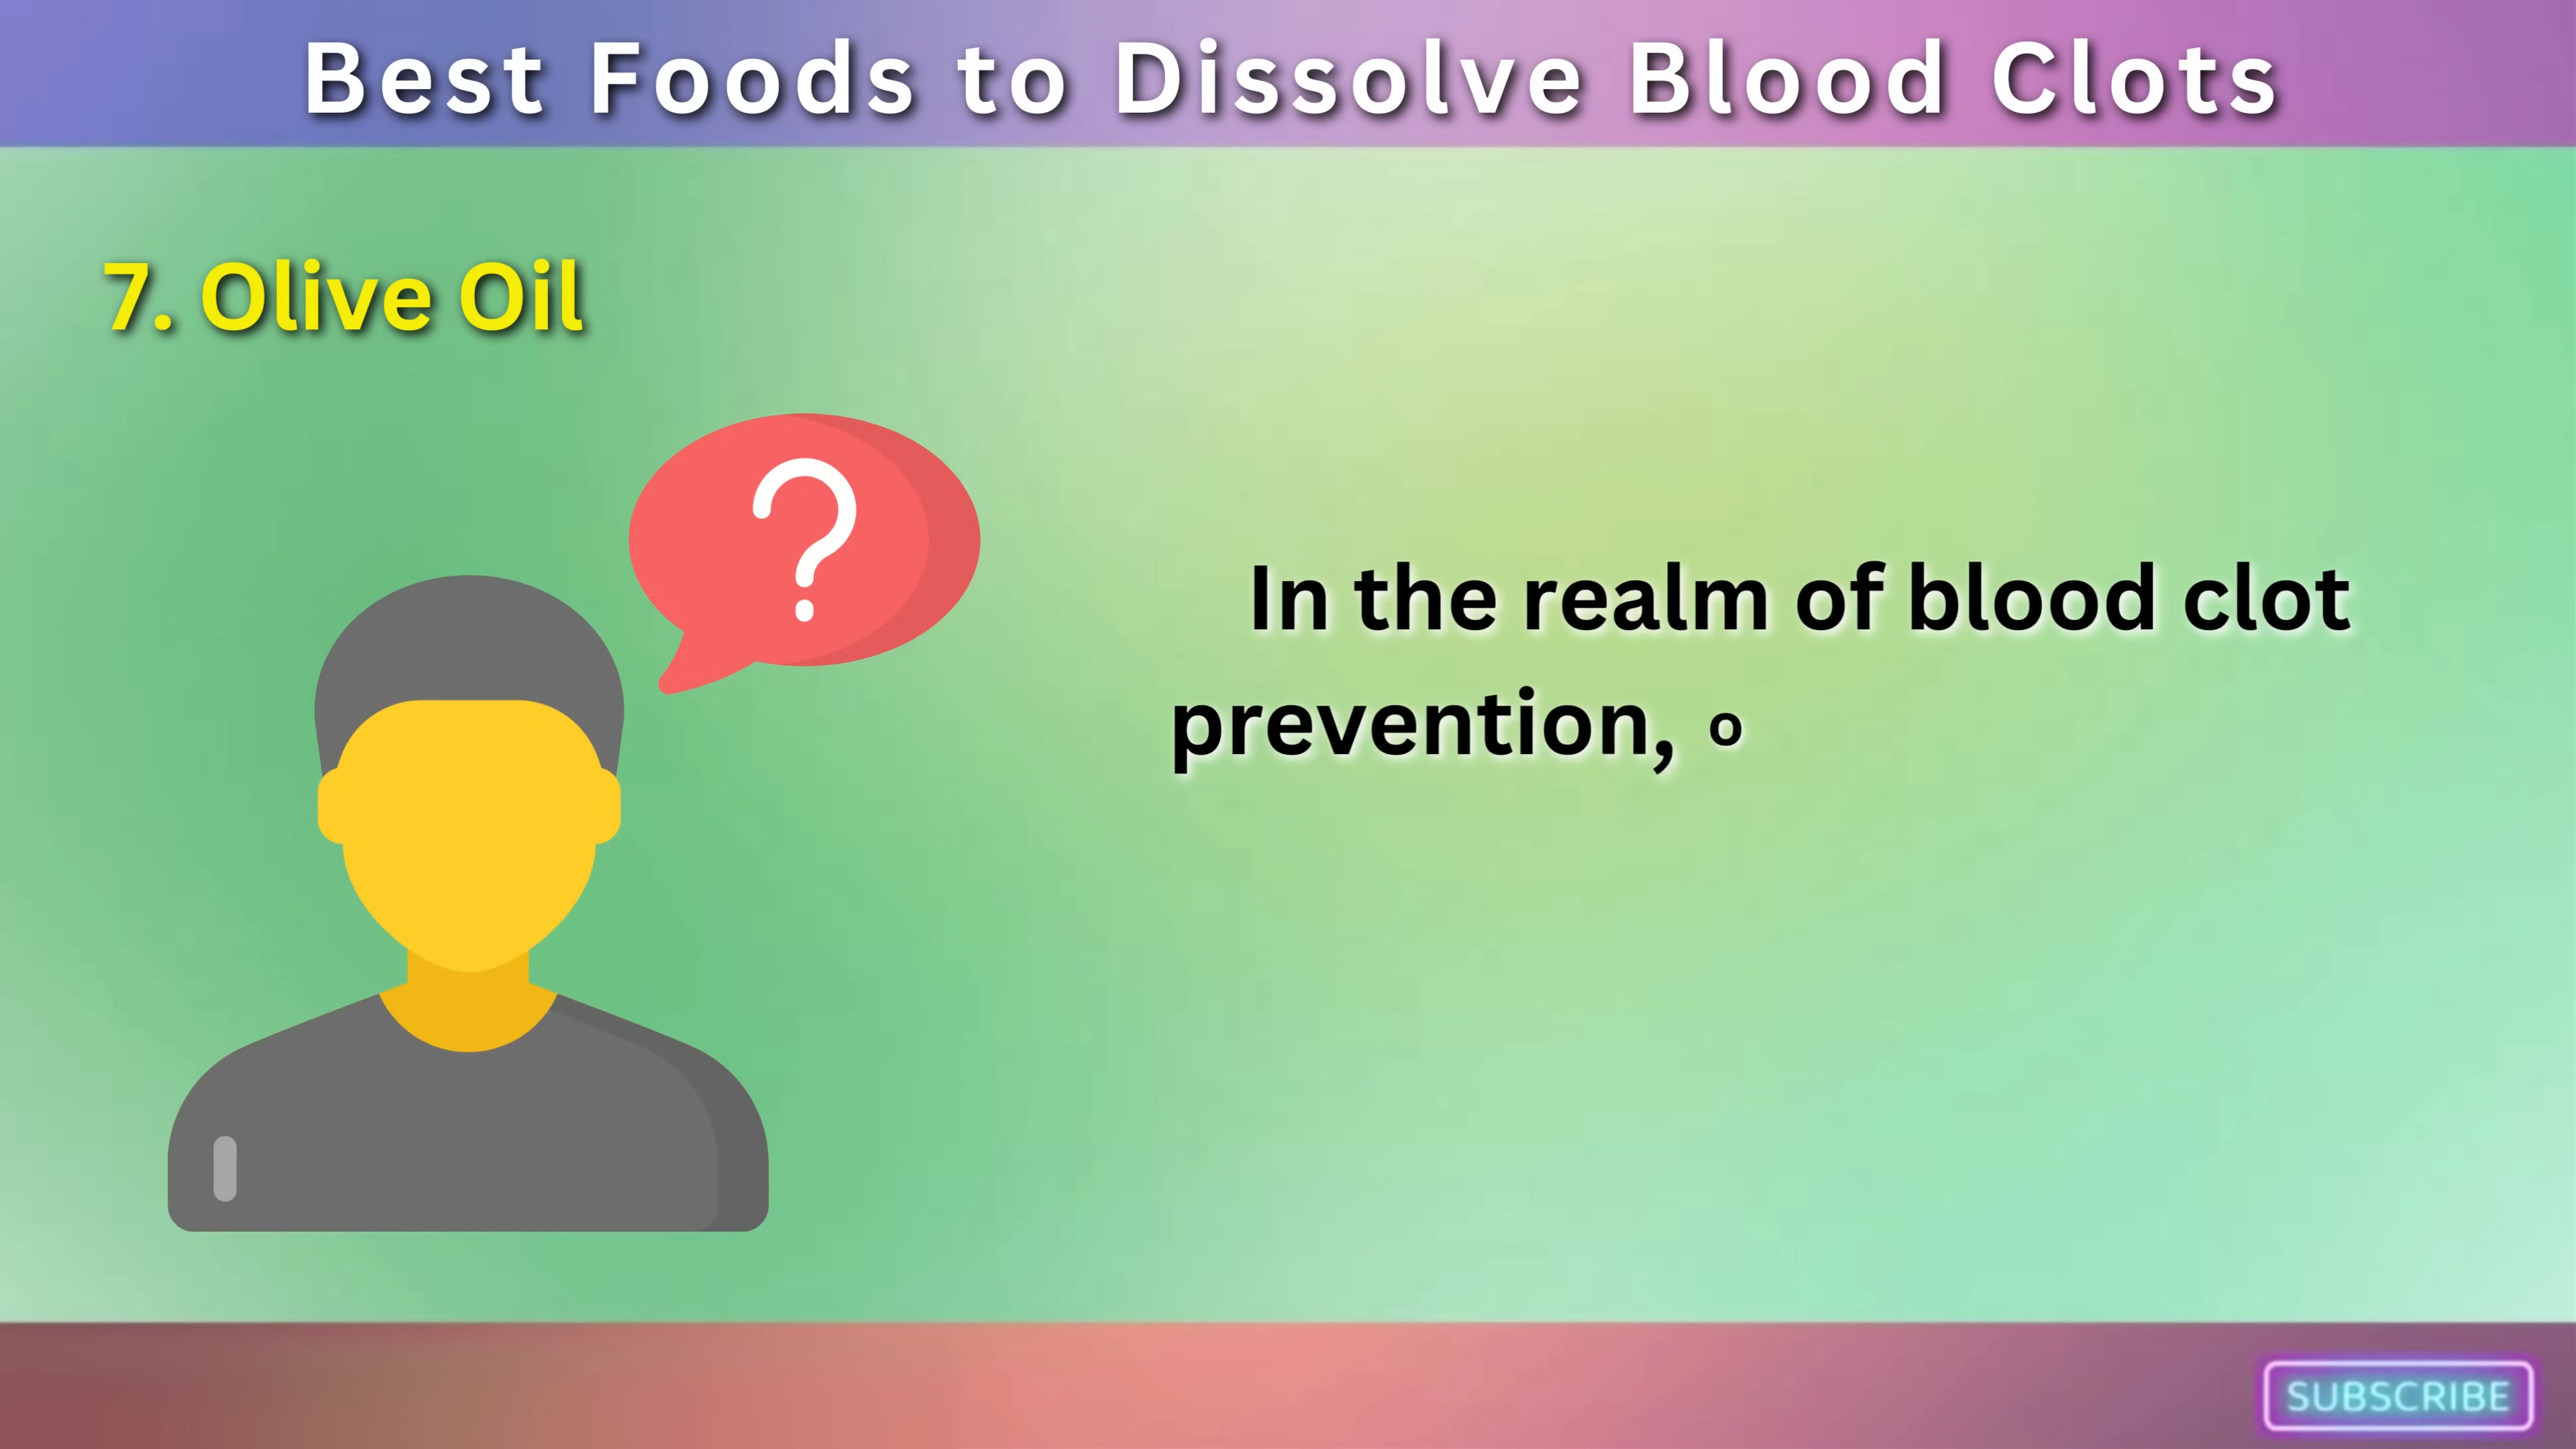 Best Foods to Dissolve Blood Clots
7. Olive Oil
?
In the realm of blood clot
prevention, o
SUBSCRIBE